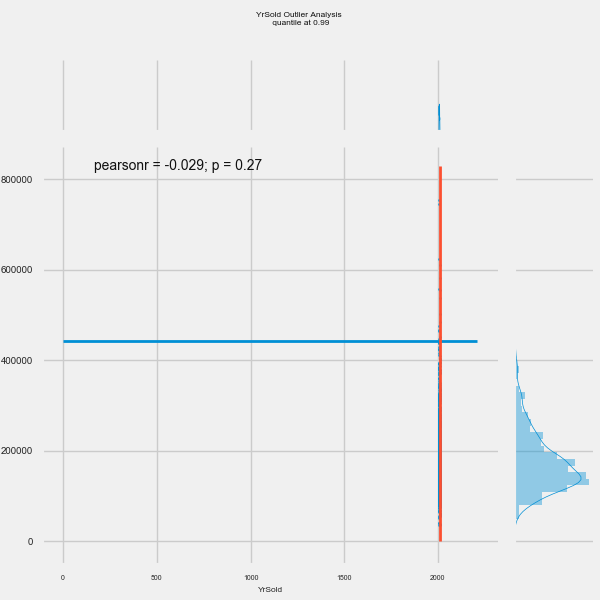 YrSold Outlier Analysis
quantile at 0.99
pearsonr = -0.029; p = 0.27
800000
600000
400000
200000
0
0 500 1000 1500 2000
YrSold